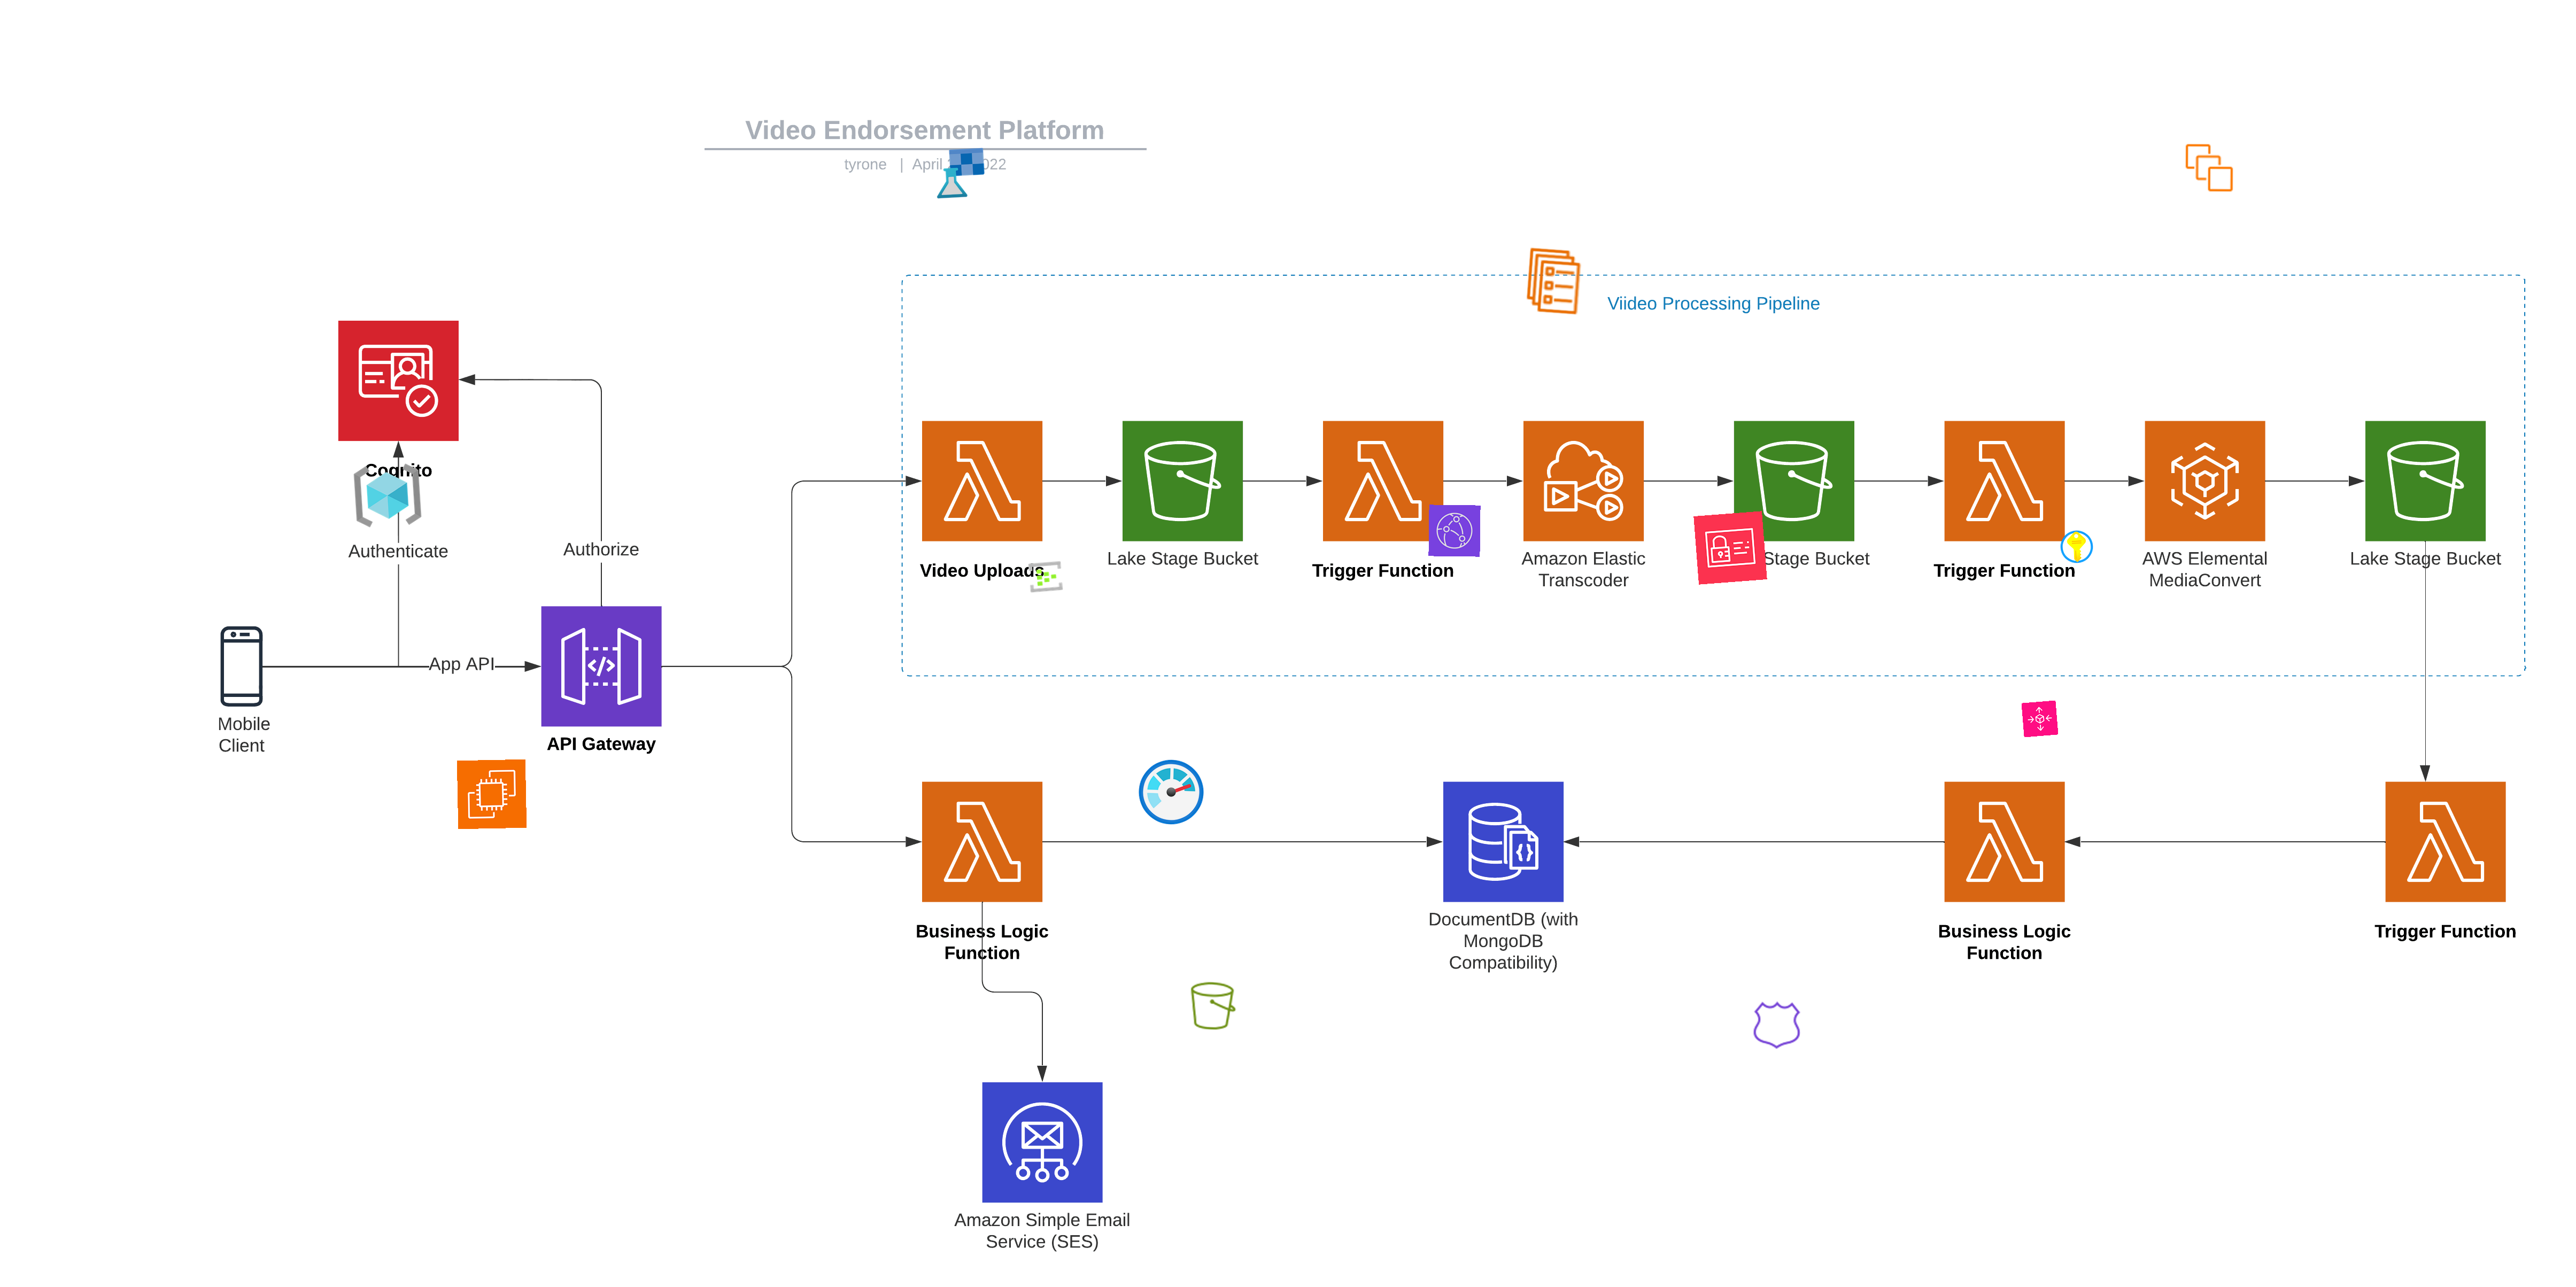 Video Endorsement Platform
tyrone | April 022
Viideo Processing Pipeline
Cognito
Authenticate
Authorize
Video Uploads
Lake Stage Bucket
Trigger Function
Amazon Elastic
Transcoder
Stage Bucket
Trigger Function
AWS Elemental
MediaConvert
Lake Stage Bucket
App API
Mobile
Client
API Gateway
Business Logic
Function
DocumentDB (with
MongoDB
Compatibility)
Business Logic
Function
Trigger Function
Amazon Simple Email
Service (SES)